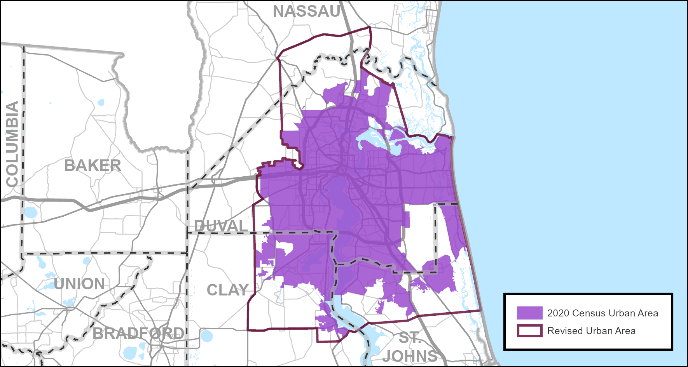 NASSAU
COLUMBIA
BAKER
DUVAL
UNION
CLAY
BRADFORD
ST.
JOHNS
2020 Census Urban Area
Revised Urban Area